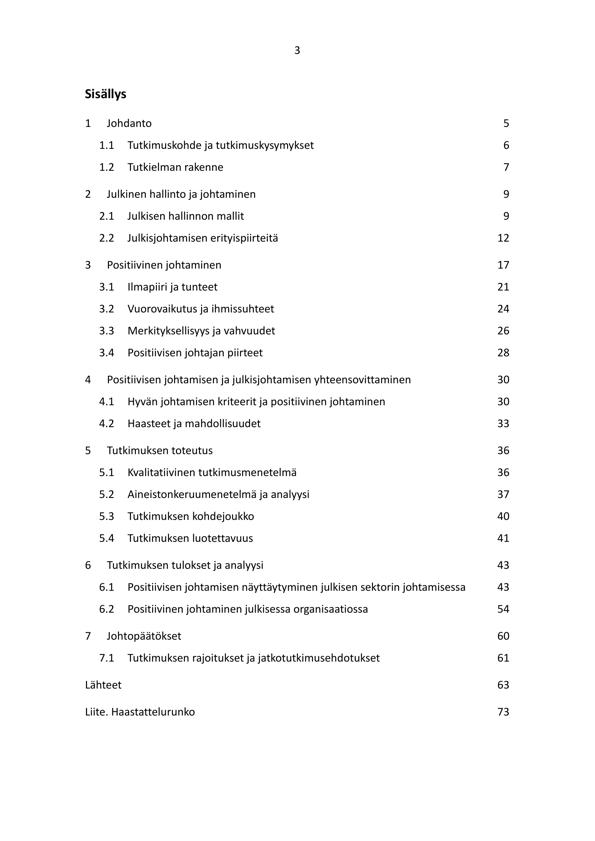 3
Sisällys
1 Johdanto 5
1.1 Tutkimuskohde ja tutkimuskysymykset 6
1.2 Tutkielman rakenne 7
2 Julkinen hallinto ja johtaminen 9
2.1 Julkisen hallinnon mallit 9
2.2 Julkisjohtamisen erityispiirteitä 12
3 Positiivinen johtaminen 17
3.1 Ilmapiiri ja tunteet 21
3.2 Vuorovaikutus ja ihmissuhteet 24
3.3 Merkityksellisyys ja vahvuudet 26
3.4 Positiivisen johtajan piirteet 28
4 Positiivisen johtamisen ja julkisjohtamisen yhteensovittaminen 30
4.1 Hyvän johtamisen kriteerit ja positiivinen johtaminen 30
4.2 Haasteet ja mahdollisuudet 33
5 Tutkimuksen toteutus 36
5.1 Kvalitatiivinen tutkimusmenetelmä 36
5.2 Aineistonkeruumenetelmä ja analyysi 37
5.3 Tutkimuksen kohdejoukko 40
5.4 Tutkimuksen luotettavuus 41
6 Tutkimuksen tulokset ja analyysi 43
6.1 Positiivisen johtamisen näyttäytyminen julkisen sektorin johtamisessa 43
6.2 Positiivinen johtaminen julkisessa organisaatiossa 54
7 Johtopäätökset 60
7.1 Tutkimuksen rajoitukset ja jatkotutkimusehdotukset 61
Lähteet 63
Liite. Haastattelurunko 73